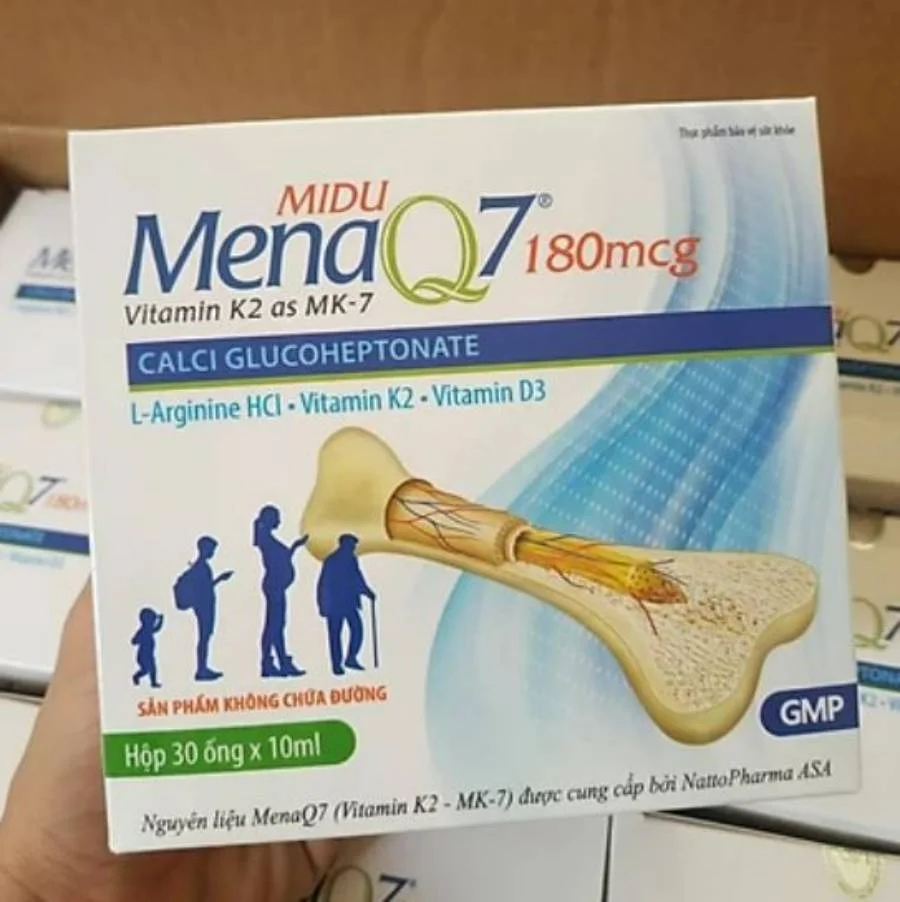 Thực phẩm bảo vệ sức khỏe
MIDU
MenaQ7® 180mcg
Vitamin K2 as MK-7
CALCI GLUCOHEPTONATE
L-Arginine HCl • Vitamin K2 • Vitamin D3
SẢN PHẨM KHÔNG CHỨA ĐƯỜNG
Hộp 30 ống x 10ml
GMP
Nguyên liệu MenaQ7 (Vitamin K2 - MK-7) được cung cấp bởi NattoPharma ASA